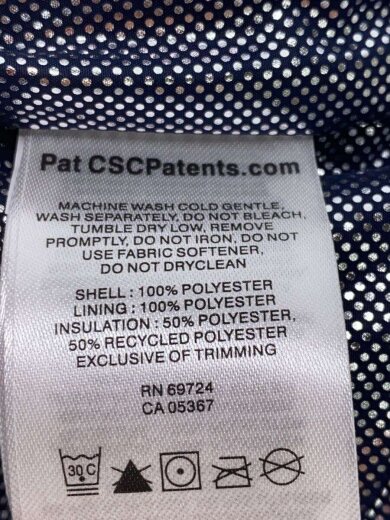 Pat CSCPatents.com
MACHINE WASH COLD GENTLE,
WASH SEPARATELY, DO NOT BLEACH,
TUMBLE DRY LOW, REMOVE
PROMPTLY, DO NOT IRON, DO NOT
USE FABRIC SOFTENER,
DO NOT DRYCLEAN
SHELL : 100% POLYESTER
LINING : 100% POLYESTER
INSULATION : 50% POLYESTER,
50% RECYCLED POLYESTER
EXCLUSIVE OF TRIMMING
RN 69724
CA 05367
30 C